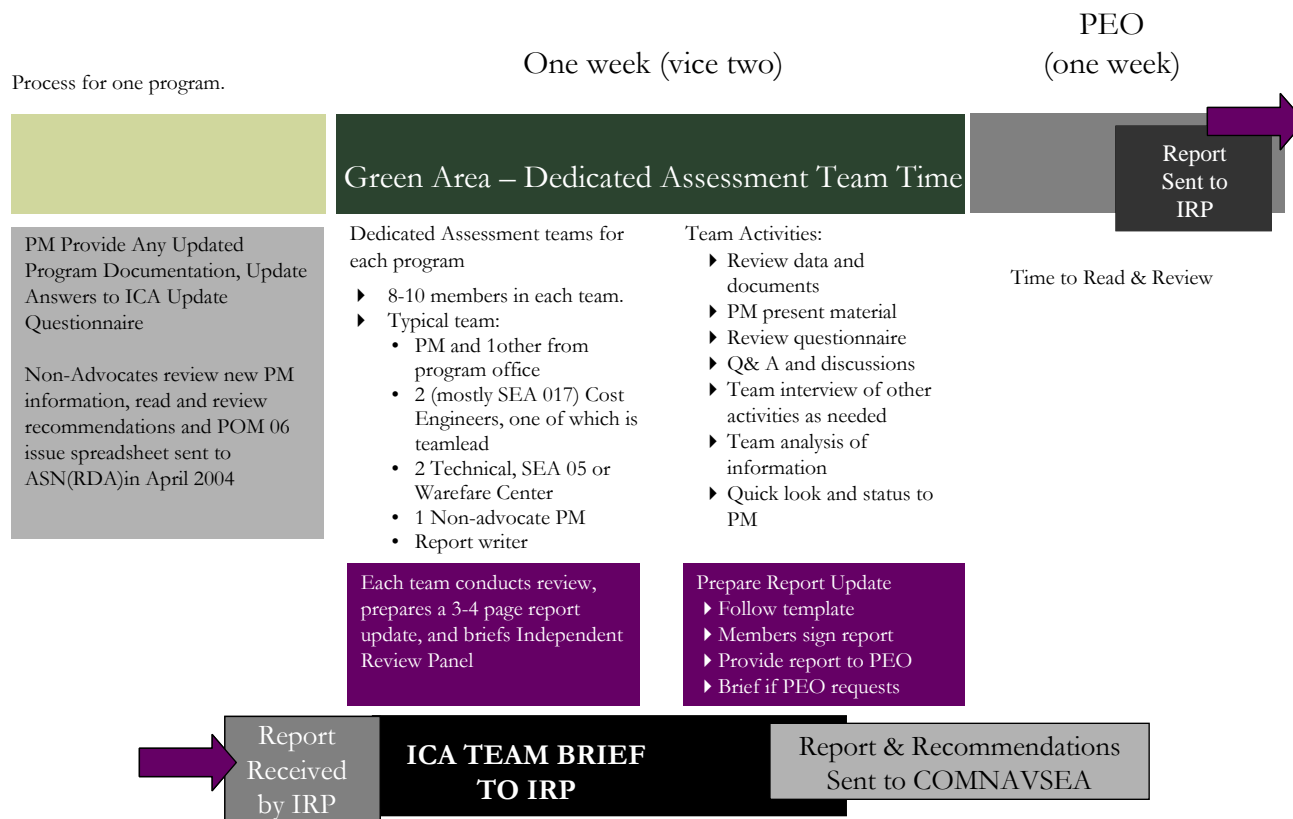 Process for one program.
One week (vice two)
PEO
(one week)
Green Area – Dedicated Assessment Team Time
Report
Sent to
IRP
PM Provide Any Updated
Program Documentation, Update
Answers to ICA Update
Questionnaire
Non-Advocates review new PM
information, read and review
recommendations and POM 06
issue spreadsheet sent to
ASN(RDA)in April 2004
Dedicated Assessment teams for
each program
8-10 members in each team.
Typical team:
• PM and 1other from
program office
• 2 (mostly SEA 017) Cost
Engineers, one of which is
teamlead
• 2 Technical, SEA 05 or
Warefare Center
• 1 Non-advocate PM
• Report writer
Team Activities:
Review data and
documents
PM present material
Review questionnaire
Q& A and discussions
Team interview of other
activities as needed
Team analysis of
information
Quick look and status to
PM
Time to Read & Review
Each team conducts review,
prepares a 3-4 page report
update, and briefs Independent
Review Panel
Prepare Report Update
Follow template
Members sign report
Provide report to PEO
Brief if PEO requests
Report
Received
by IRP
ICA TEAM BRIEF
TO IRP
Report & Recommendations
Sent to COMNAVSEA